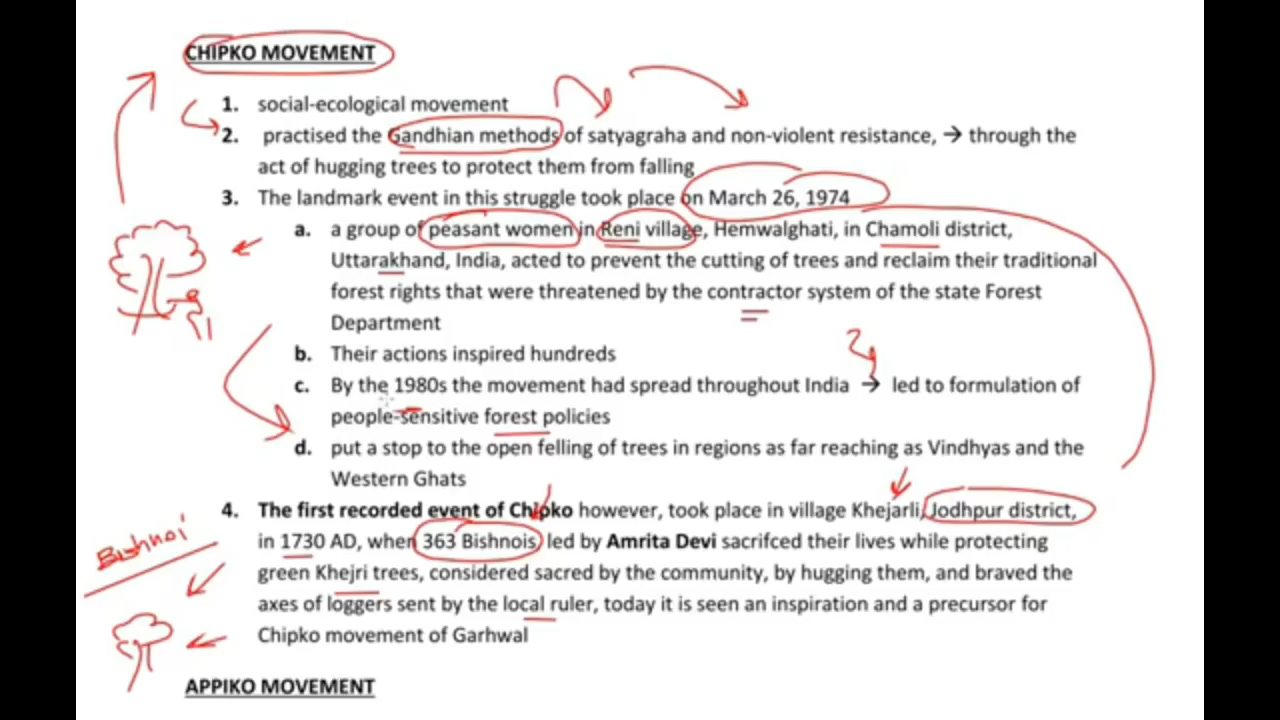 CHIPKO MOVEMENT
1. social-ecological movement
2. practised the Gandhian methods of satyagraha and non-violent resistance, → through the
act of hugging trees to protect them from falling
3. The landmark event in this struggle took place on March 26, 1974
a. a group of peasant women in Reni village, Hemwalghati, in Chamoli district,
Uttarakhand, India, acted to prevent the cutting of trees and reclaim their traditional
forest rights that were threatened by the contractor system of the state Forest
Department
b. Their actions inspired hundreds
c. By the 1980s the movement had spread throughout India → led to formulation of
people-sensitive forest policies
d. put a stop to the open felling of trees in regions as far reaching as Vindhyas and the
Western Ghats
4. The first recorded event of Chipko however, took place in village Khejarli, Jodhpur district,
in 1730 AD, when 363 Bishnois, led by Amrita Devi sacrifced their lives while protecting
green Khejri trees, considered sacred by the community, by hugging them, and braved the
axes of loggers sent by the local ruler, today it is seen an inspiration and a precursor for
Chipko movement of Garhwal
Bishnoi
APPIKO MOVEMENT